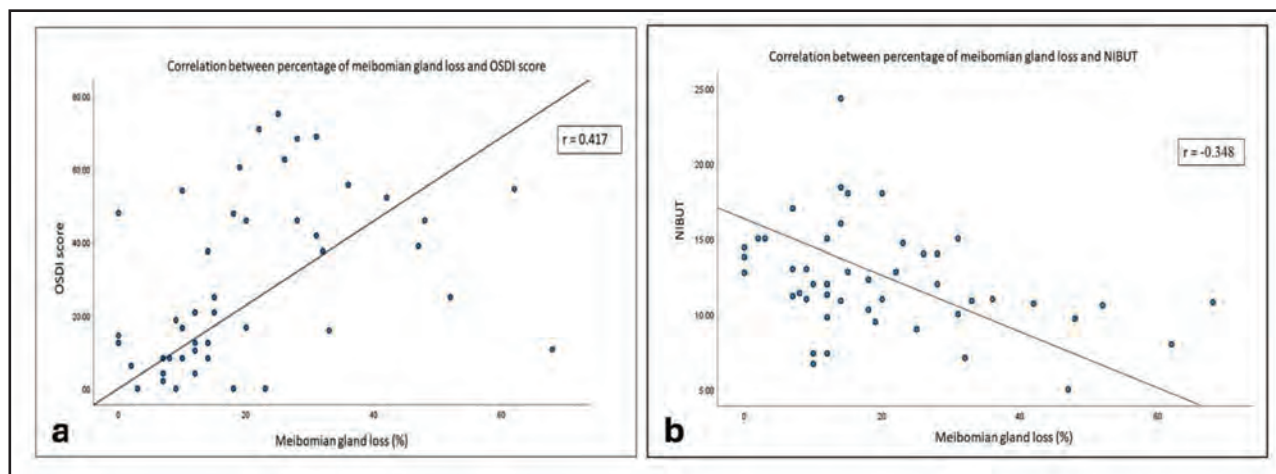 Correlation between percentage of meibomian gland loss and OSDI score
80.00
r = 0.417
60.00
OSDI score
40.00
20.00
.00
0 20 40 60
a
Meibomian gland loss (%)
Correlation between percentage of meibomian gland loss and NIBUT
25.00
r = -0.348
20.00
NIBUT
15.00
10.00
5.00
0 20 40 60
b
Meibomian gland loss (%)